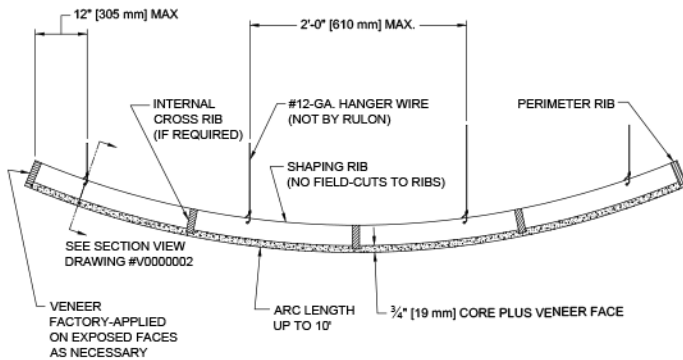 12" [305 mm] MAX
2'-0" [610 mm] MAX.
INTERNAL
CROSS RIB
(IF REQUIRED)
#12-GA. HANGER WIRE
(NOT BY RULON)
PERIMETER RIB
SHAPING RIB
(NO FIELD-CUTS TO RIBS)
SEE SECTION VIEW
DRAWING #V0000002
VENEER
FACTORY-APPLIED
ON EXPOSED FACES
AS NECESSARY
ARC LENGTH
UP TO 10'
¾" [19 mm] CORE PLUS VENEER FACE